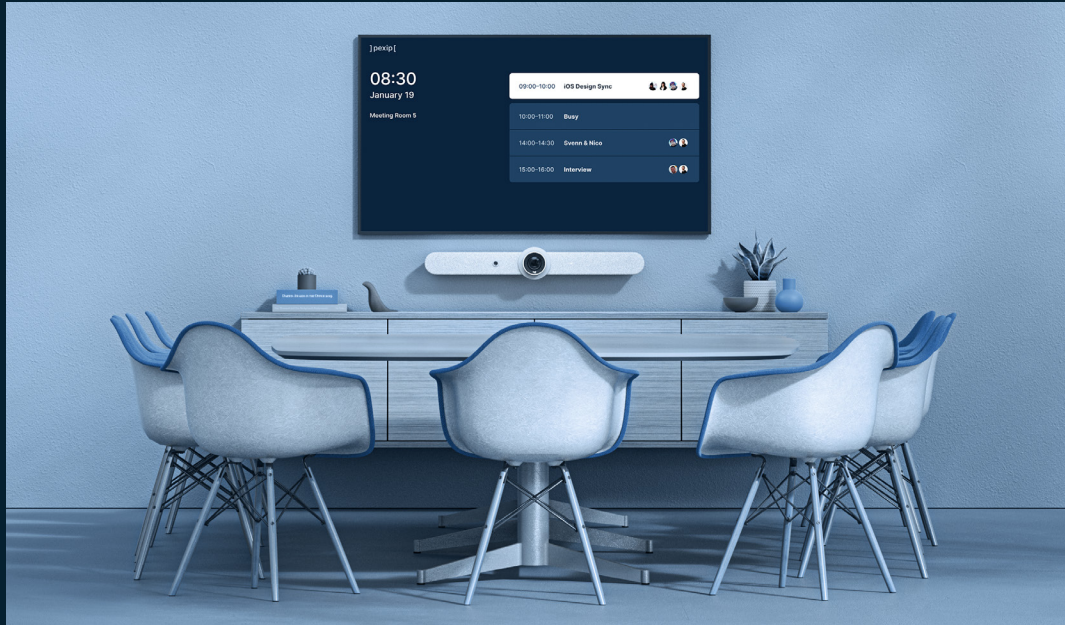 ]pexip[
08:30
January 19
Meeting Room 5
09:00-10:00 iOS Design Sync
10:00-11:00 Busy
14:00-14:30 Svenn & Nico
15:00-16:00 Interview